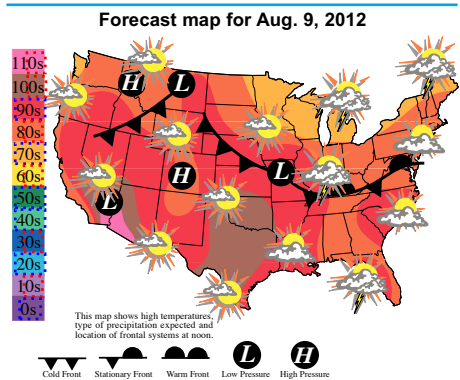 Forecast map for Aug. 9, 2012
110s
100s
90s
80s
70s
60s
50s
40s
30s
20s
10s
0s
H
L
H
L
L
This map shows high temperatures,
type of precipitation expected and
location of frontal systems at noon.
L
H
Cold Front
Stationary Front
Warm Front
Low Pressure
High Pressure